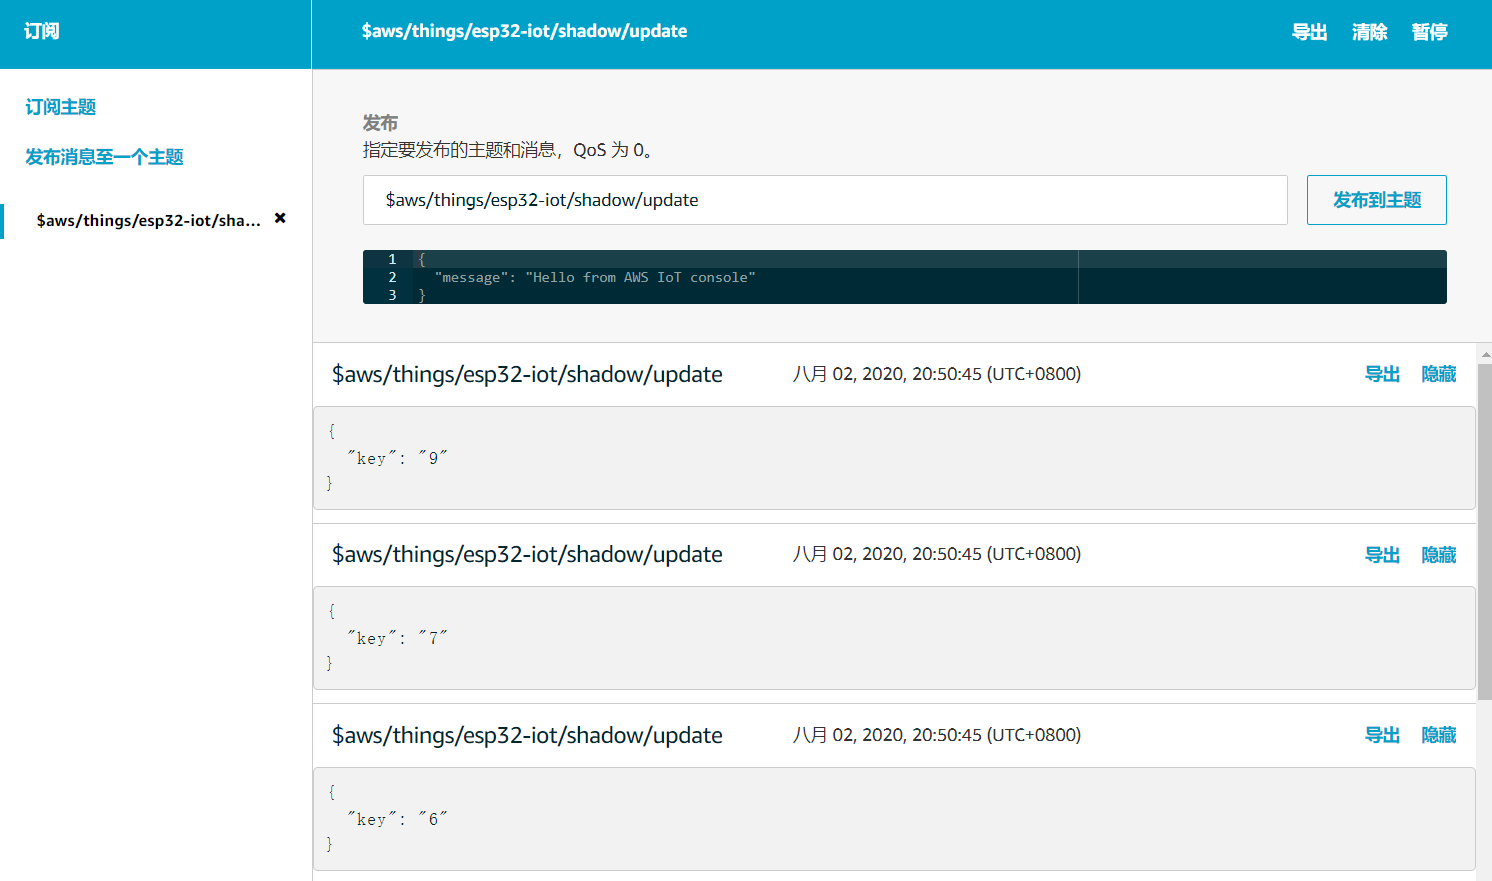 订阅
$aws/things/esp32-iot/shadow/update
导出 清除 暂停
订阅主题
发布消息至一个主题
$aws/things/esp32-iot/sha... ✖
发布
指定要发布的主题和消息，QoS 为 0。
$aws/things/esp32-iot/shadow/update
发布到主题
1 {
2 "message": "Hello from AWS IoT console"
3 }
$aws/things/esp32-iot/shadow/update 八月 02, 2020, 20:50:45 (UTC+0800) 导出 隐藏
{
"key": "9"
}
$aws/things/esp32-iot/shadow/update 八月 02, 2020, 20:50:45 (UTC+0800) 导出 隐藏
{
"key": "7"
}
$aws/things/esp32-iot/shadow/update 八月 02, 2020, 20:50:45 (UTC+0800) 导出 隐藏
{
"key": "6"
}